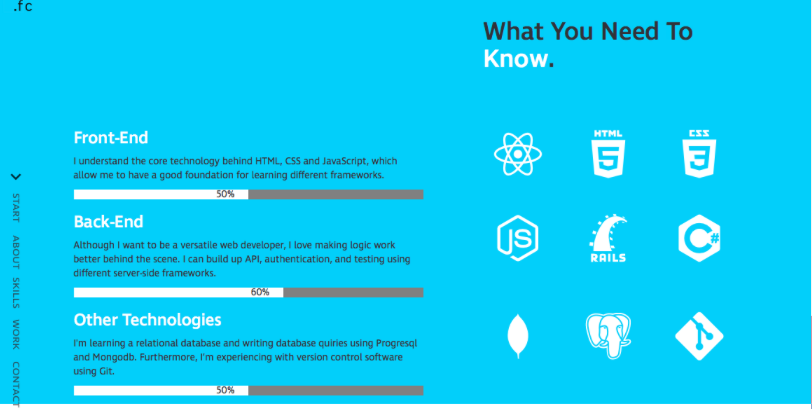 .fc
What You Need To
Know.
Front-End
I understand the core technology behind HTML, CSS and JavaScript, which
allow me to have a good foundation for learning different frameworks.
50%
Back-End
Although I want to be a versatile web developer, I love making logic work
better behind the scene. I can build up API, authentication, and testing using
different server-side frameworks.
60%
Other Technologies
I'm learning a relational database and writing database quiries using Progresql
and Mongodb. Furthermore, I'm experiencing with version control software
using Git.
50%
HTML
5
CSS
3
JS
RAILS
C#
START
ABOUT
SKILLS
WORK
CONTACT